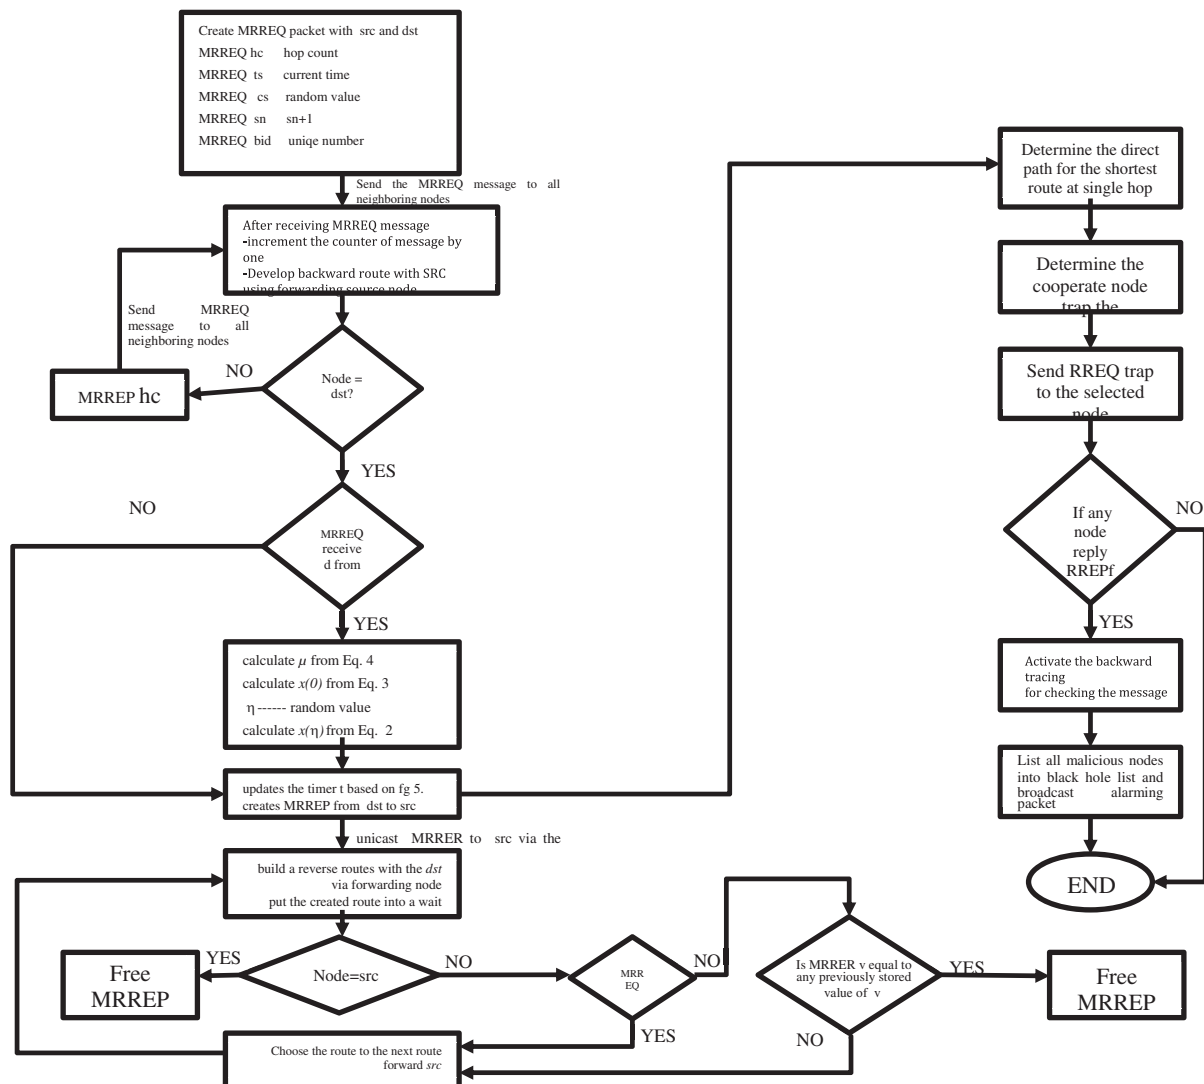 Create MRREQ packet with src and dst
MRREQ hc hop count
MRREQ ts current time
MRREQ cs random value
MRREQ sn sn+1
MRREQ bid uniqe number
Send the MRREQ message to all
neighboring nodes
After receiving MRREQ message
-increment the counter of message by
one
-Develop backward route with SRC
using forwarding source node
Send MRREQ
message to all
neighboring nodes
NO
MRREP hc
Node =
dst?
YES
NO
MRREQ
receive
d from
YES
calculate μ from Eq. 4
calculate x(0) from Eq. 3
η ------ random value
calculate x(η) from Eq. 2
updates the timer t based on fg 5.
creates MRREP from dst to src
unicast MRRER to src via the
build a reverse routes with the dst
via forwarding node
put the created route into a wait
YES
Free
MRREP
Node=src
NO
MRR
EQ
NO
YES
Is MRRER v equal to
any previously stored
value of v
YES
NO
Free
MRREP
Choose the route to the next route
forward src
Determine the direct
path for the shortest
route at single hop
Determine the
cooperate node
trap the
Send RREQ trap
to the selected
node
If any
node
reply
RREPf
NO
YES
Activate the backward
tracing
for checking the message
List all malicious nodes
into black hole list and
broadcast alarming
packet
END